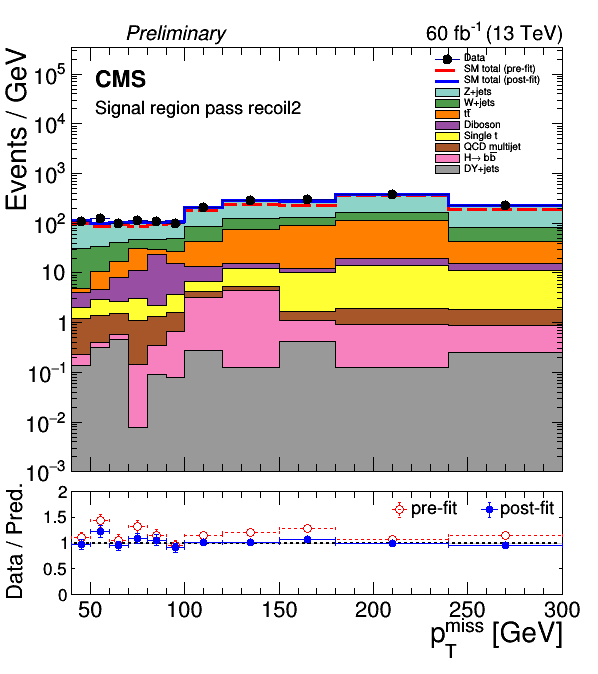 Preliminary 60 fb⁻¹ (13 TeV)
CMS
Signal region pass recoil2
Data
SM total (pre-fit)
SM total (post-fit)
Z+jets
W+jets
tt̅
Diboson
Single t
QCD multijet
H→ bb̅
DY+jets
Events / GeV
10⁵
10⁴
10³
10²
10
1
10⁻¹
10⁻²
10⁻³
pre-fit post-fit
Data / Pred.
2
1.5
1
0.5
0
50 100 150 200 250 300
p_T^miss [GeV]